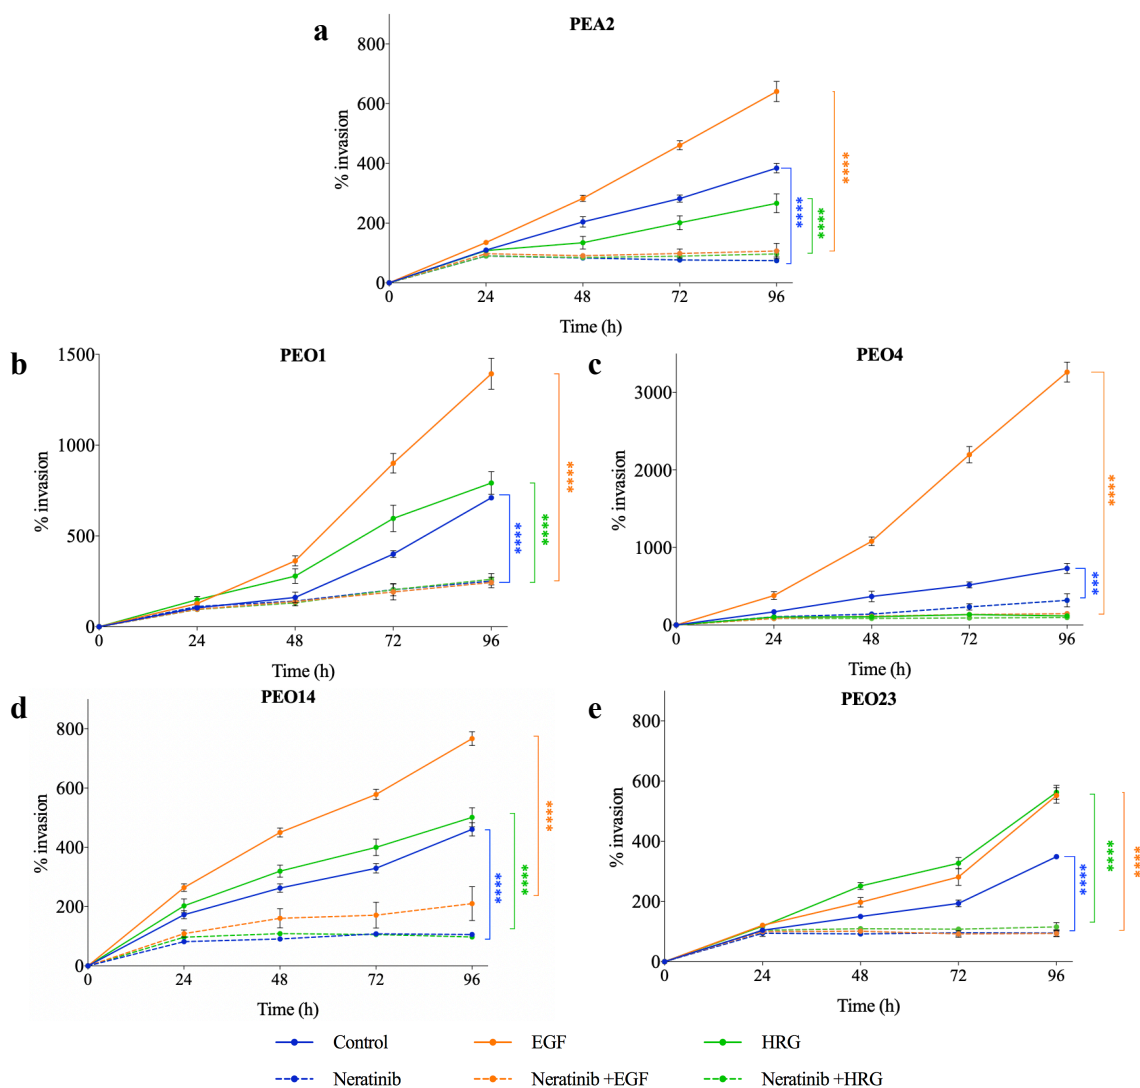 a
PEA2
800
600
400
200
0
% invasion
0 24 48 72 96
Time (h)
****
****
****
b
PEO1
1500
1000
500
0
% invasion
0 24 48 72 96
Time (h)
****
****
****
c
PEO4
3000
2000
1000
0
% invasion
0 24 48 72 96
Time (h)
***
****
d
PEO14
800
600
400
200
0
% invasion
0 24 48 72 96
Time (h)
****
****
****
e
PEO23
800
600
400
200
0
% invasion
0 24 48 72 96
Time (h)
****
****
****
Control EGF HRG
Neratinib Neratinib +EGF Neratinib +HRG